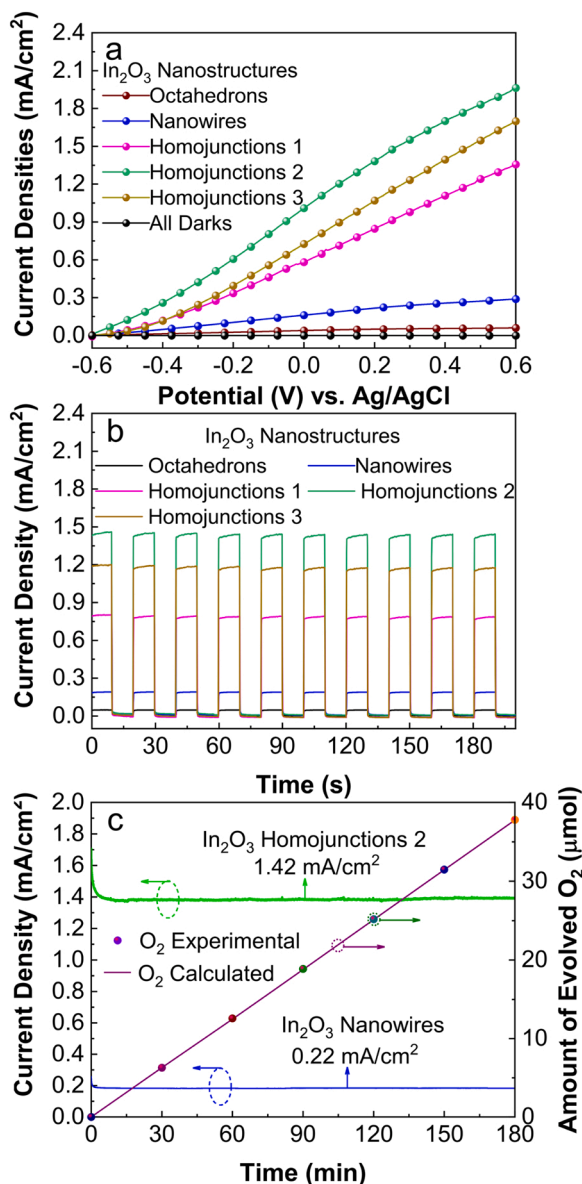 a
In₂O₃ Nanostructures
Octahedrons
Nanowires
Homojunctions 1
Homojunctions 2
Homojunctions 3
All Darks
Current Densities (mA/cm²)
2.4
2.1
1.8
1.5
1.2
0.9
0.6
0.3
0.0
-0.6 -0.4 -0.2 0.0 0.2 0.4 0.6
Potential (V) vs. Ag/AgCl
b
In₂O₃ Nanostructures
Octahedrons Nanowires
Homojunctions 1 Homojunctions 2
Homojunctions 3
Current Density (mA/cm²)
2.4
2.1
1.8
1.5
1.2
0.9
0.6
0.3
0.0
0 30 60 90 120 150 180
Time (s)
c
In₂O₃ Homojunctions 2
1.42 mA/cm²
O₂ Experimental
O₂ Calculated
In₂O₃ Nanowires
0.22 mA/cm²
Current Density (mA/cm²)
2.0
1.8
1.6
1.4
1.2
1.0
0.8
0.6
0.4
0.2
0.0
Amount of Evolved O₂ (μmol)
40
30
20
10
0
0 30 60 90 120 150 180
Time (min)